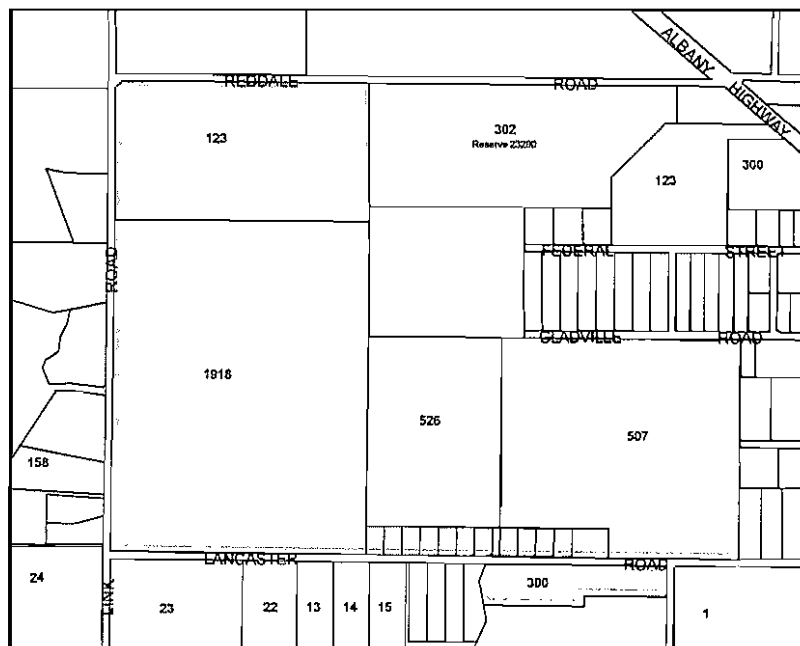 ALBANY
HIGHWAY
REDDALE ROAD
123
302
Reserve 23200
123
300
FEDERAL STREET
ROAD
GLADVILLE ROAD
1918
526
507
158
LANCASTER ROAD
24
LINK
23
22
13
14
15
300
1